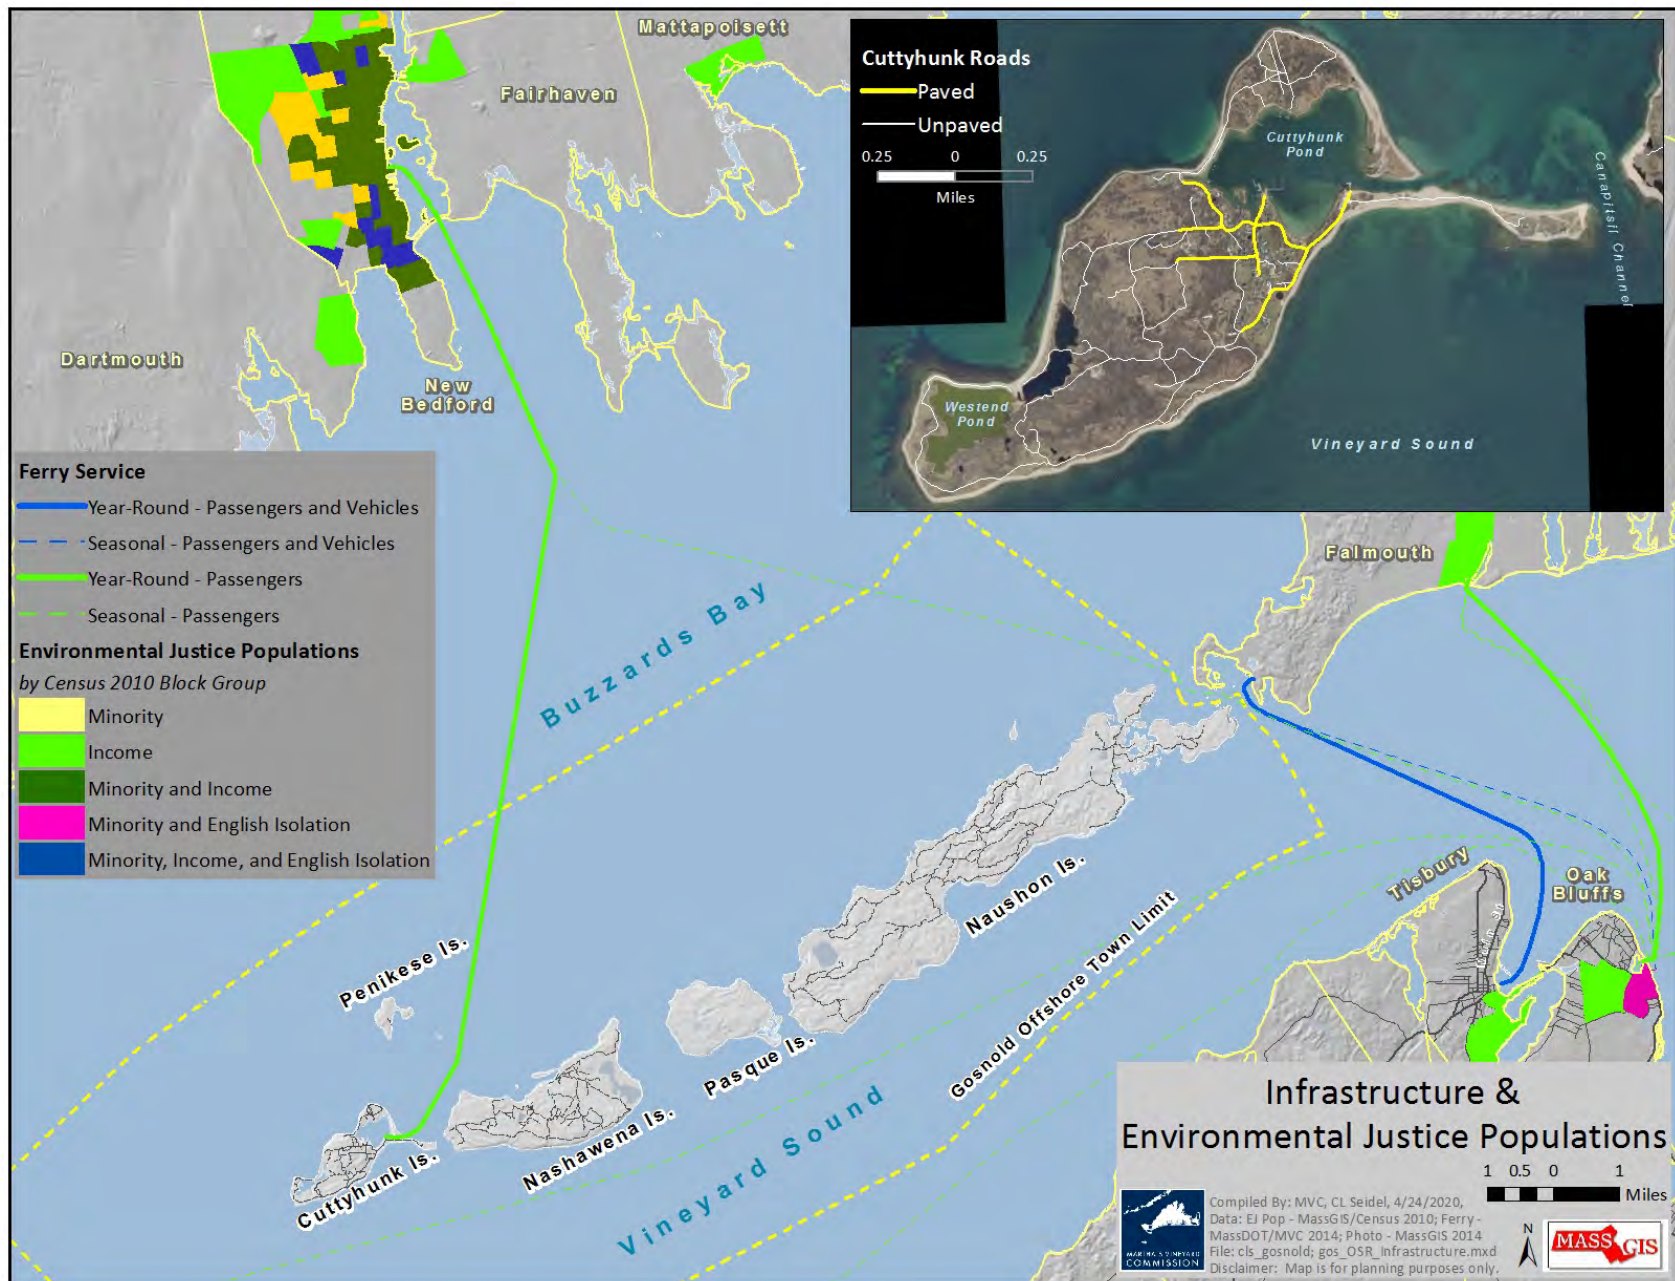 Mattapoisett
Fairhaven
Dartmouth
New
Bedford
Cuttyhunk Roads
Paved
Unpaved
0.25 0 0.25
Miles
Cuttyhunk
Pond
Canapitsit Channel
Westend
Pond
Vineyard Sound
Ferry Service
Year-Round - Passengers and Vehicles
Seasonal - Passengers and Vehicles
Year-Round - Passengers
Seasonal - Passengers
Environmental Justice Populations
by Census 2010 Block Group
Minority
Income
Minority and Income
Minority and English Isolation
Minority, Income, and English Isolation
Falmouth
Buzzards Bay
Tisbury
Oak
Bluffs
Naushon Is.
Gosnold Offshore Town Limit
Penikese Is.
Pasque Is.
Nashawena Is.
Cuttyhunk Is.
Vineyard Sound
Infrastructure &
Environmental Justice Populations
1 0.5 0 1
Miles
Compiled By: MVC, CL Seidel, 4/24/2020,
Data: EJ Pop - MassGIS/Census 2010; Ferry -
MassDOT/MVC 2014; Photo - MassGIS 2014
File: cls_gosnold; gos_OSR_Infrastructure.mxd
Disclaimer: Map is for planning purposes only.
MARTHA'S VINEYARD
COMMISSION
N
MASS GIS